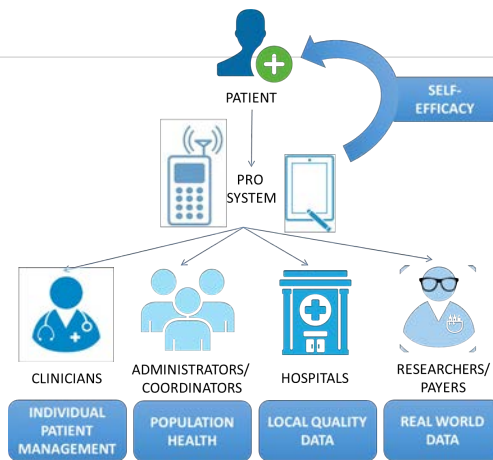 PATIENT
SELF-
EFFICACY
PRO
SYSTEM
CLINICIANS
ADMINISTRATORS/
COORDINATORS
HOSPITALS
RESEARCHERS/
PAYERS
INDIVIDUAL
PATIENT
MANAGEMENT
POPULATION
HEALTH
LOCAL QUALITY
DATA
REAL WORLD
DATA